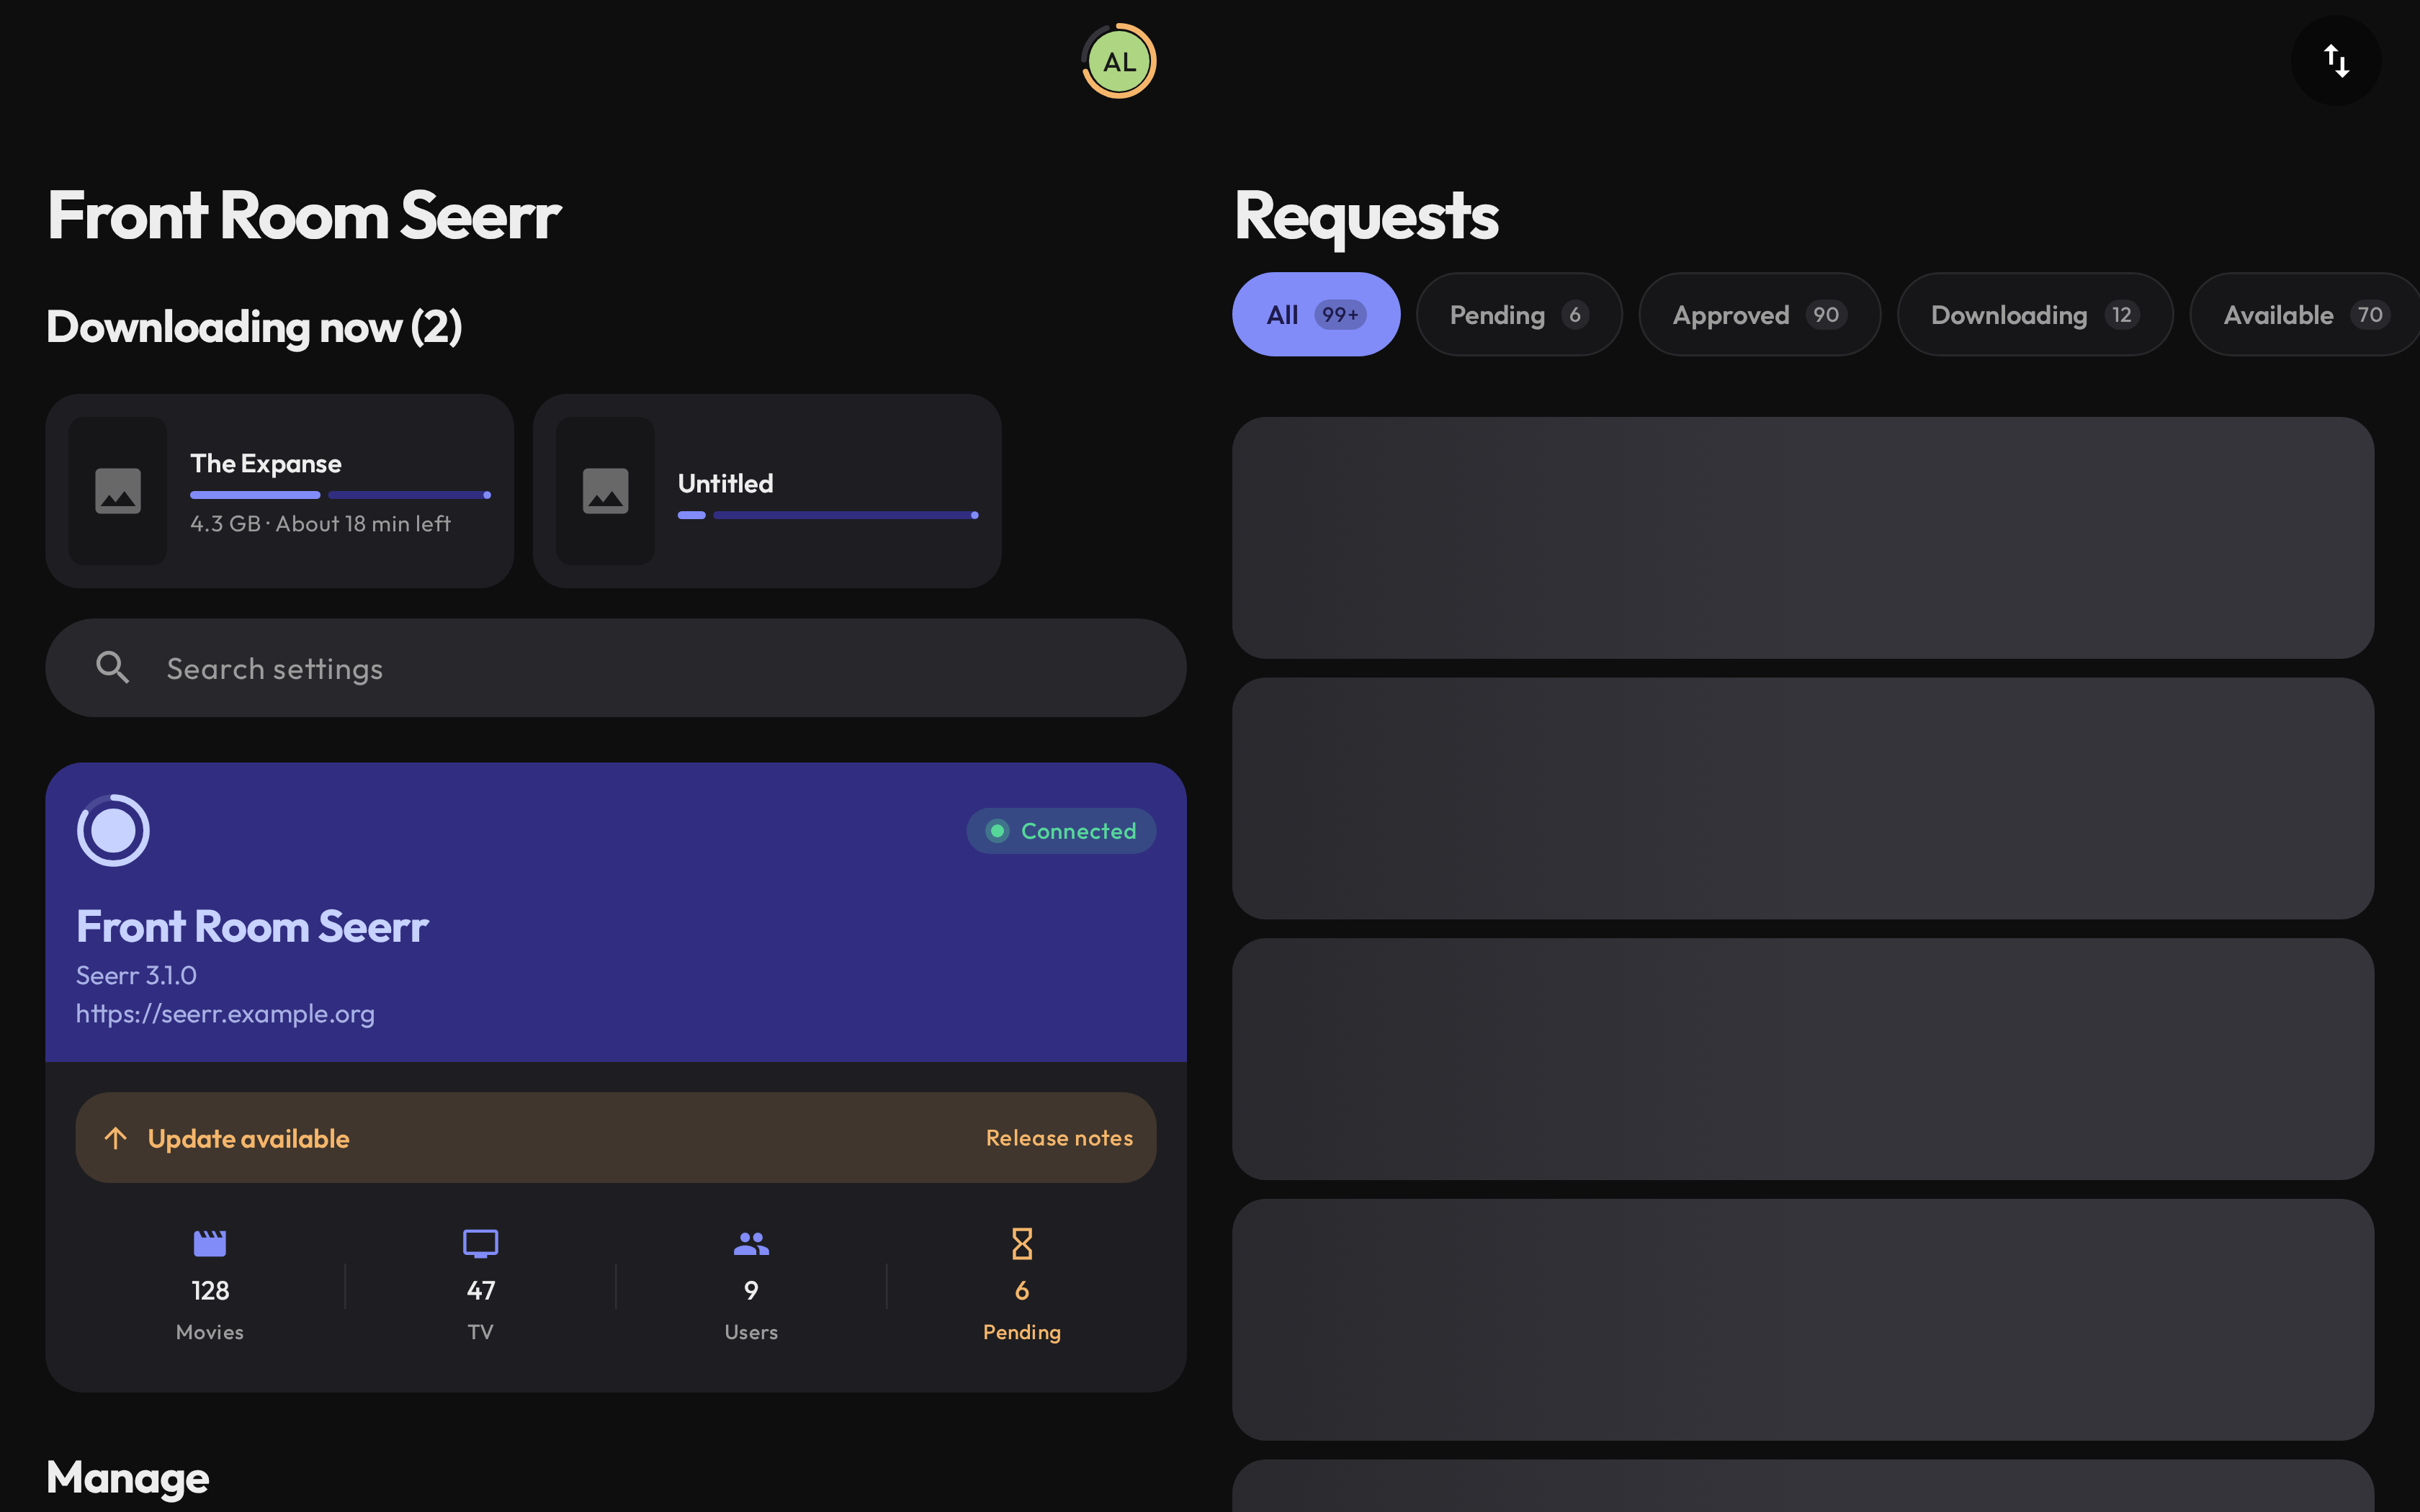 AL
Front Room Seerr
Downloading now (2)
The Expanse
4.3 GB · About 18 min left
Untitled
Search settings
Connected
Front Room Seerr
Seerr 3.1.0
https://seerr.example.org
Update available
Release notes
128
Movies
47
TV
9
Users
6
Pending
Manage
Requests
All 99+
Pending 6
Approved 90
Downloading 12
Available 70